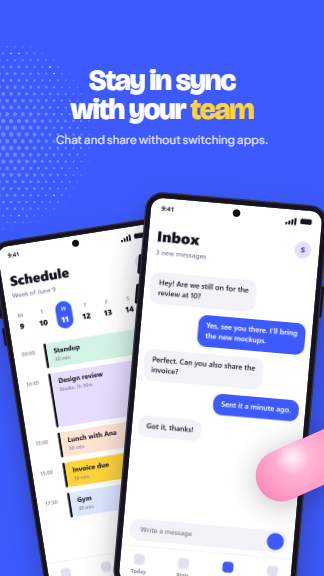 Stay in sync
with your team
Chat and share without switching apps.
9:41
Schedule
Week of June 9
M T W T F S
9 10 11 12 13 14
09:00
Standup
30 min
10:30
Design review
Studio, 1h 30m
13:00
Lunch with Ana
15:00
Invoice due
30 min
17:30
Gym
9:41
Inbox
3 new messages
S
Hey! Are we still on for the
review at 10?
Yes, see you there. I'll bring
the new mockups.
Perfect. Can you also share the
invoice?
Sent it a minute ago.
Got it, thanks!
Write a message
Today